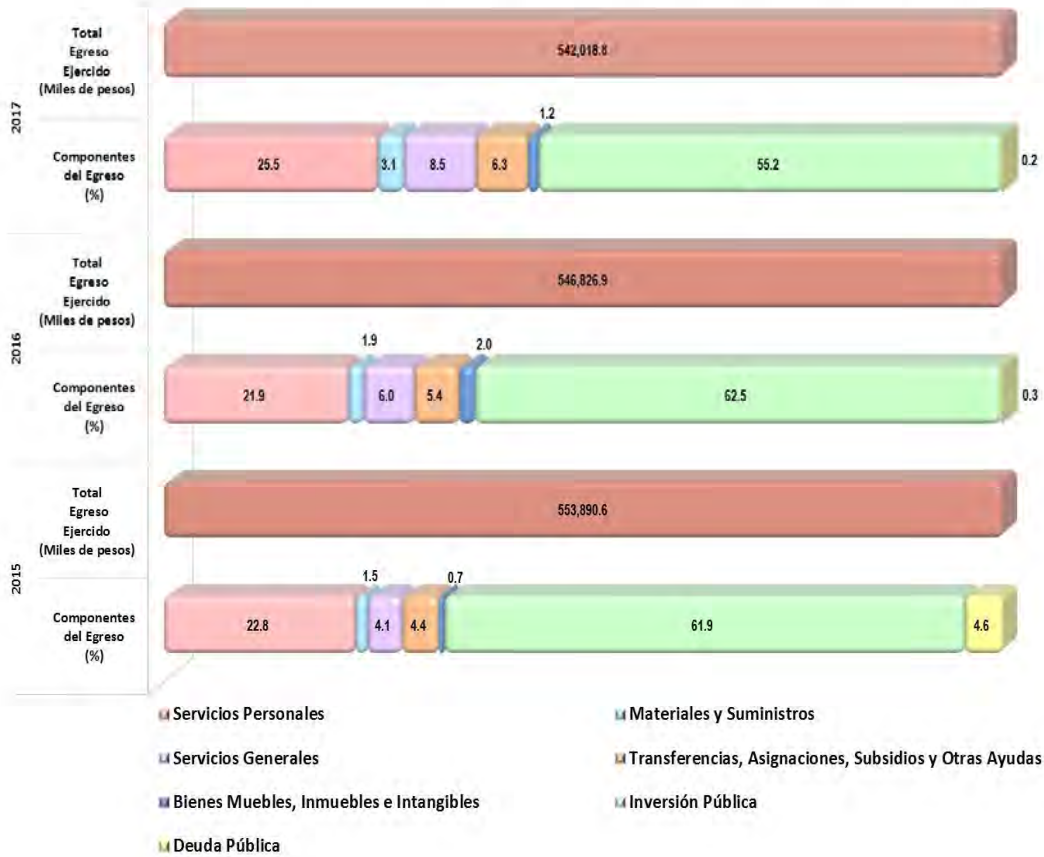 2017
Total
Egreso
Ejercido
(Miles de pesos)
542,018.8
Componentes
del Egreso
(%)
25.5
3.1
8.5
6.3
1.2
55.2
0.2
2016
Total
Egreso
Ejercido
(Miles de pesos)
546,826.9
Componentes
del Egreso
(%)
21.9
1.9
6.0
5.4
2.0
62.5
0.3
2015
Total
Egreso
Ejercido
(Miles de pesos)
553,890.6
Componentes
del Egreso
(%)
22.8
1.5
4.1
4.4
0.7
61.9
4.6
Servicios Personales
Materiales y Suministros
Servicios Generales
Transferencias, Asignaciones, Subsidios y Otras Ayudas
Bienes Muebles, Inmuebles e Intangibles
Inversión Pública
Deuda Pública